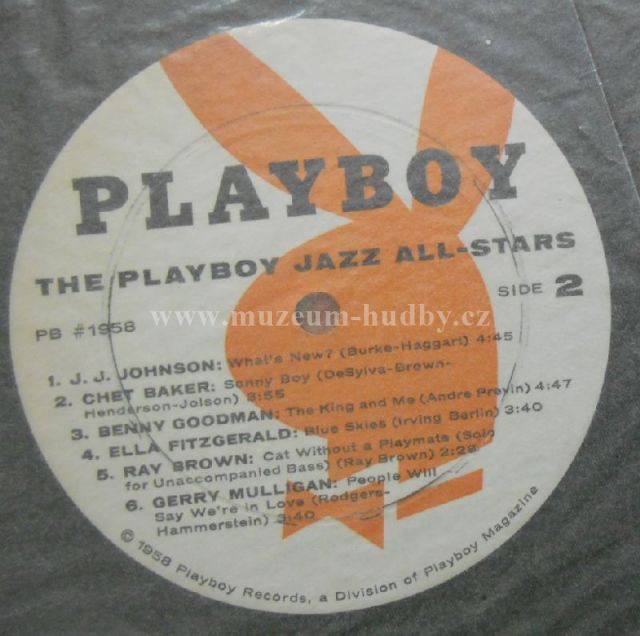 PLAYBOY
THE PLAYBOY JAZZ ALL-STARS
PB #1958
SIDE 2
www.muzeum-hudby.cz
1. J. J. JOHNSON: What's New? (Burke-Haggart) 4:45
2. CHET BAKER: Sonny Boy (DeSylva-Brown-
Henderson-Jolson) 3:55
3. BENNY GOODMAN: The King and Me (Andre Previn) 4:47
4. ELLA FITZGERALD: Blue Skies (Irving Berlin) 3:40
5. RAY BROWN: Cat Without a Playmate (Solo
for Unaccompanied Bass) (Ray Brown) 2:29
6. GERRY MULLIGAN: People Will
Say We're in Love (Rodgers-
Hammerstein) 3:40
© 1958 Playboy Records, a Division of Playboy Magazine